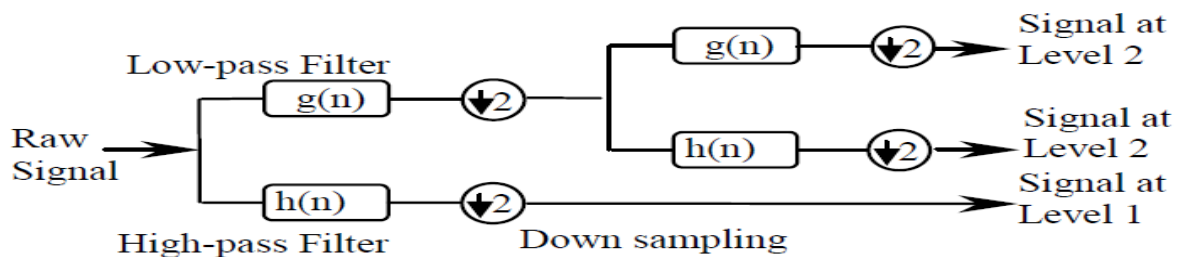 Signal at
Level 2
g(n)
↓2
Low-pass Filter
g(n)
↓2
Raw
Signal
h(n)
↓2
Signal at
Level 2
h(n)
↓2
Signal at
Level 1
High-pass Filter
Down sampling